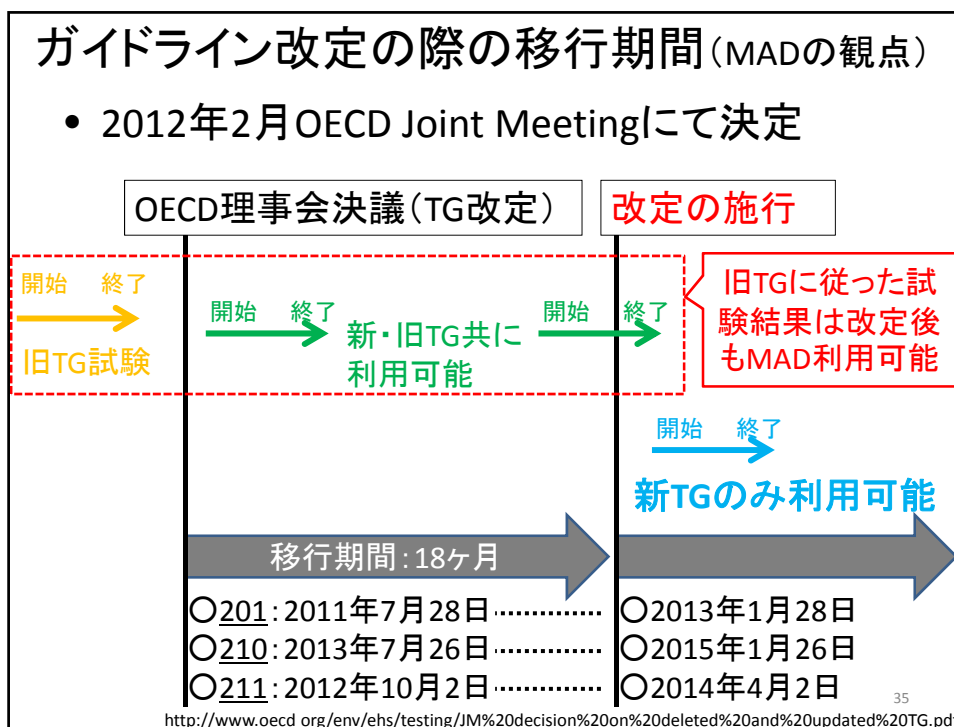 ガイドライン改定の際の移行期間(MADの観点)
• 2012年2月OECD Joint Meetingにて決定
OECD理事会決議(TG改定)
改定の施行
開始 終了
旧TG試験
開始 終了
新・旧TG共に
利用可能
開始 終了
旧TGに従った試
験結果は改定後
もMAD利用可能
開始 終了
新TGのみ利用可能
移行期間:18ヶ月
○201:2011年7月28日············ ○2013年1月28日
○210:2013年7月26日············ ○2015年1月26日
○211:2012年10月2日············ ○2014年4月2日
35
http://www.oecd.org/env/ehs/testing/JM%20decision%20on%20deleted%20and%20updated%20TG.pdf